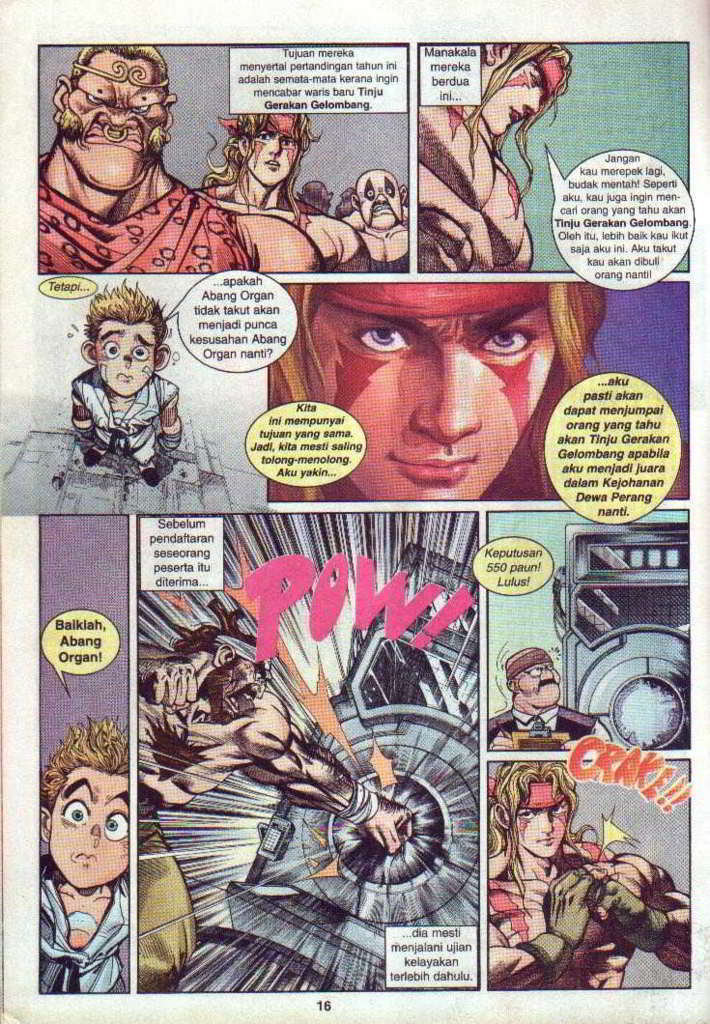 Tujuan mereka
menyertai pertandingan tahun ini
adalah semata-mata kerana ingin
mencabar waris baru Tinju
Gerakan Gelombang.
Manakala
mereka
berdua
ini...
Jangan
kau merepek lagi,
budak mentah! Seperti
aku, kau juga ingin men-
cari orang yang tahu akan
Tinju Gerakan Gelombang.
Oleh itu, lebih baik kau ikut
saja aku ini. Aku takut
kau akan dibuli
orang nanti!
Tetapi...
...apakah
Abang Organ
tidak takut akan
menjadi punca
kesusahan Abang
Organ nanti?
Kita
ini mempunyai
tujuan yang sama.
Jadi, kita mesti saling
tolong-menolong.
Aku yakin...
...aku
pasti akan
dapat menjumpai
orang yang tahu
akan Tinju Gerakan
Gelombang apabila
aku menjadi juara
dalam Kejohanan
Dewa Perang
nanti.
Baiklah,
Abang
Organ!
Sebelum
pendaftaran
seseorang
peserta itu
diterima...
POW!
...dia mesti
menjalani ujian
kelayakan
terlebih dahulu.
Keputusan
550 paun!
Lulus!
CRAKE!!
16